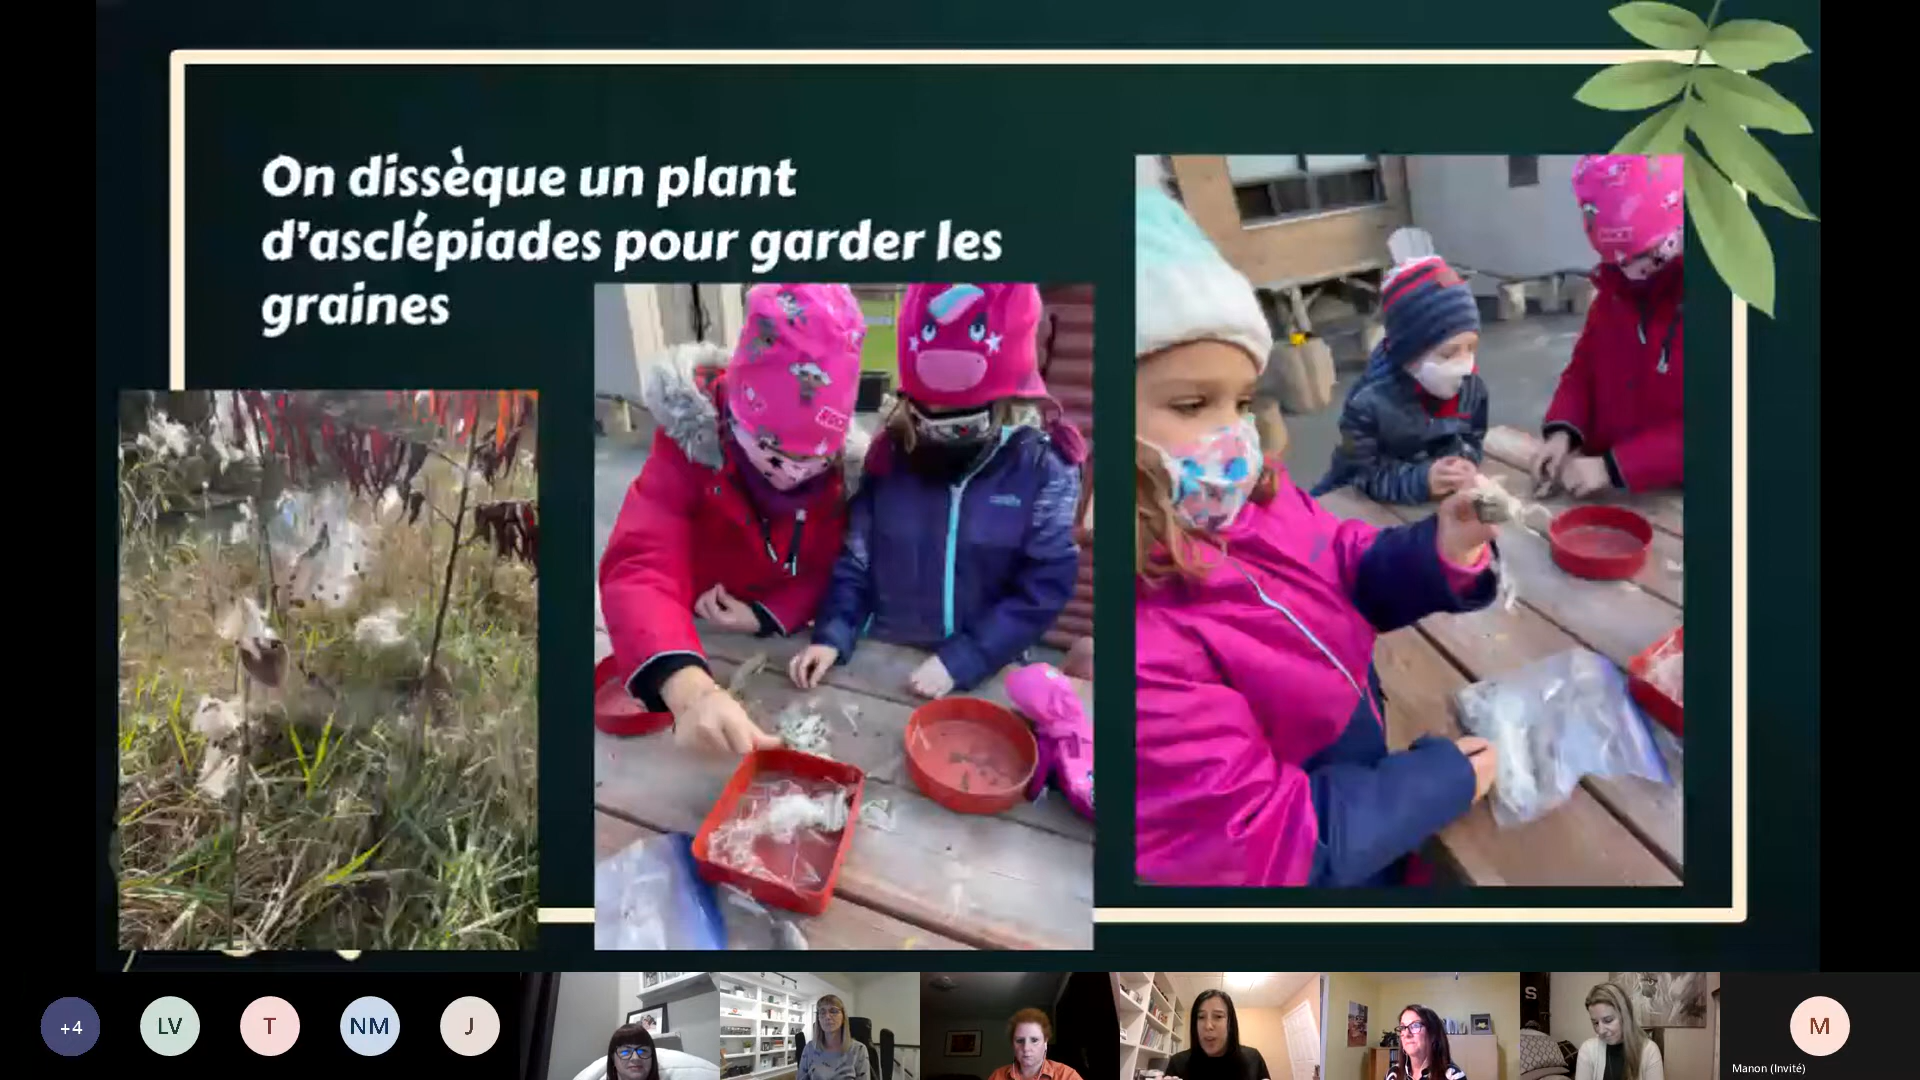 On dissèque un plant
d'asclépiades pour garder les
graines
+4
LV
T
NM
J
S
M
Manon (Invité)